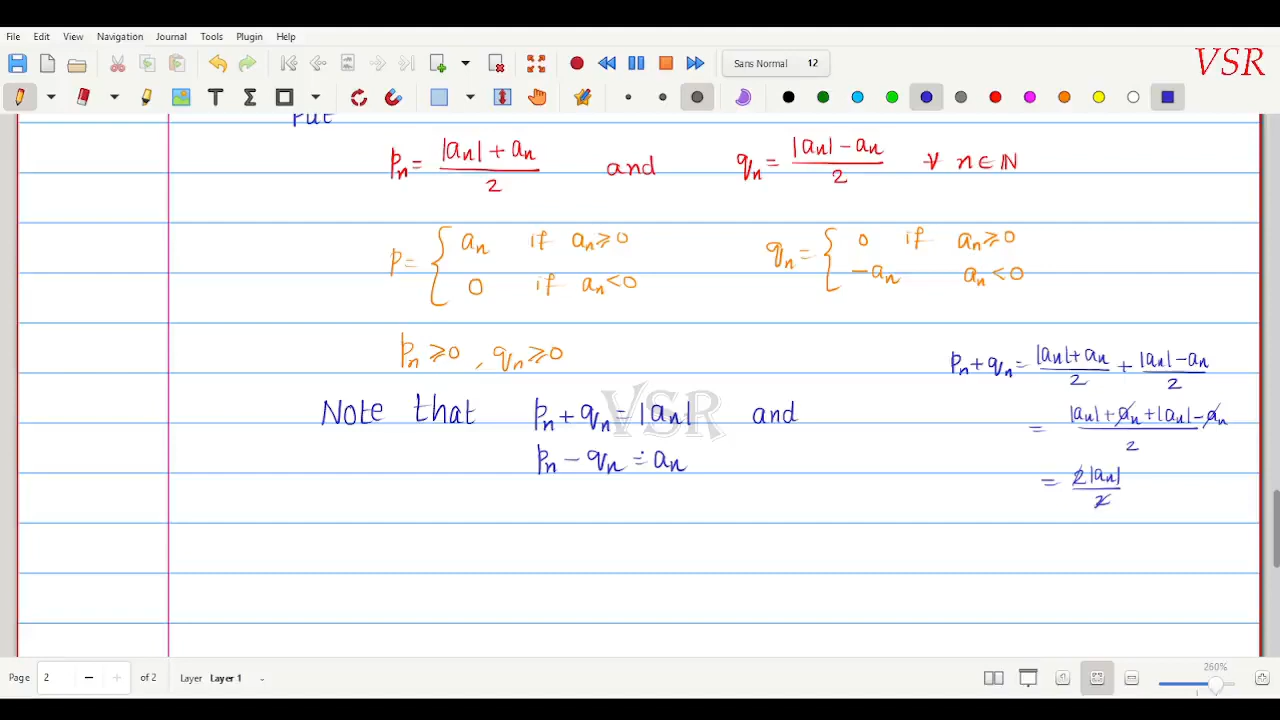 File Edit View Navigation Journal Tools Plugin Help
VSR
Sans Normal 12
Put
pn = |an| + an / 2 and qn = |an| - an / 2 ∀ n ∈ ℕ
p = { an if an ≥ 0
0 if an < 0
qn = { 0 if an ≥ 0
-an an < 0
pn ≥ 0, qn ≥ 0
Note that pn + qn = |an| and
pn - qn = an
pn + qn = |an| + an / 2 + |an| - an / 2
= |an| + an + |an| - an / 2
= 2|an| / 2
VSR
Page 2 of 2 Layer Layer 1 260%